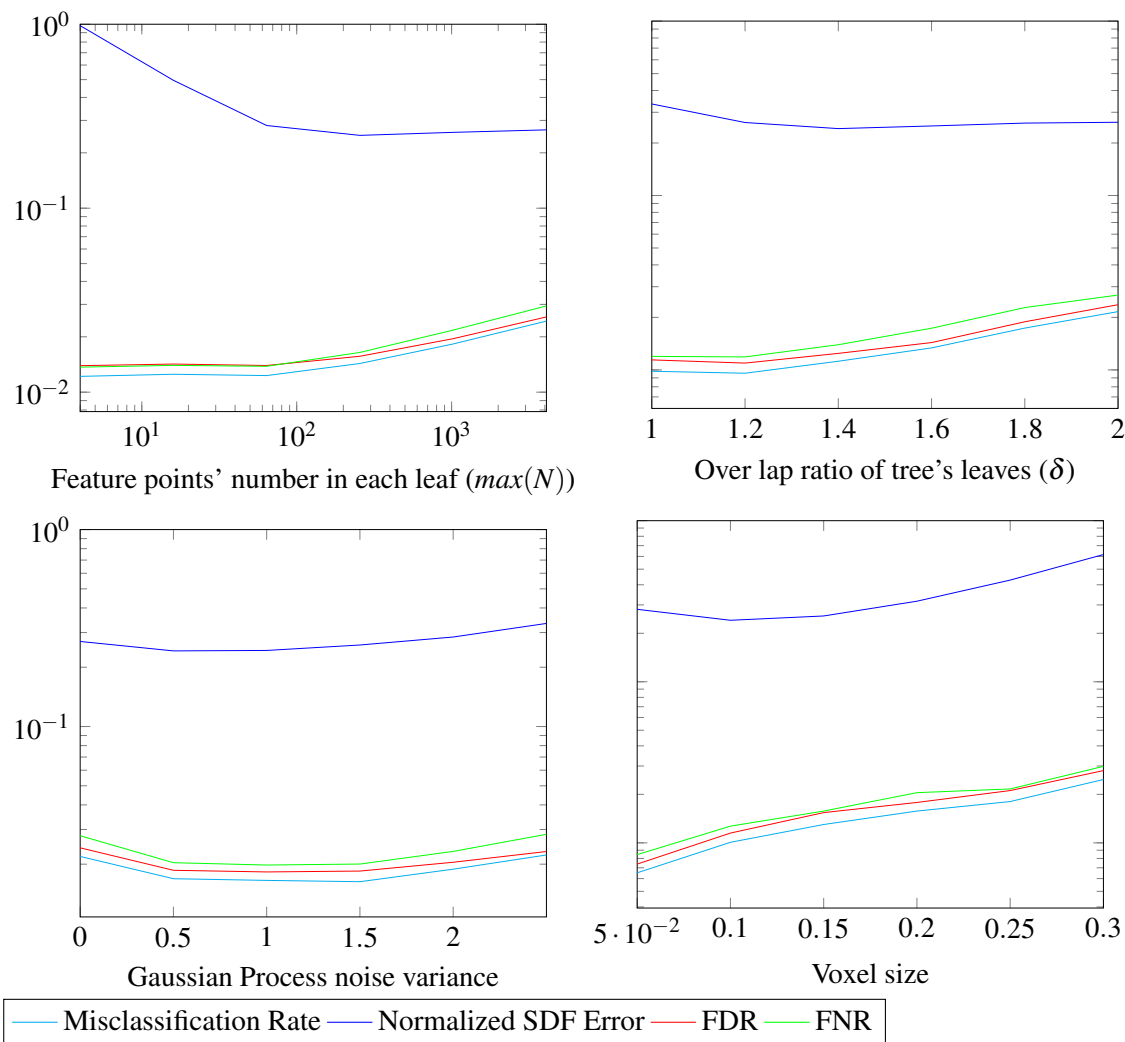 10^0
10^−1
10^−2
10^1 10^2 10^3
Feature points’ number in each leaf (max(N))
1 1.2 1.4 1.6 1.8 2
Over lap ratio of tree’s leaves (δ)
10^0
10^−1
0 0.5 1 1.5 2
Gaussian Process noise variance
5 · 10^−2 0.1 0.15 0.2 0.25 0.3
Voxel size
Misclassification Rate Normalized SDF Error FDR FNR